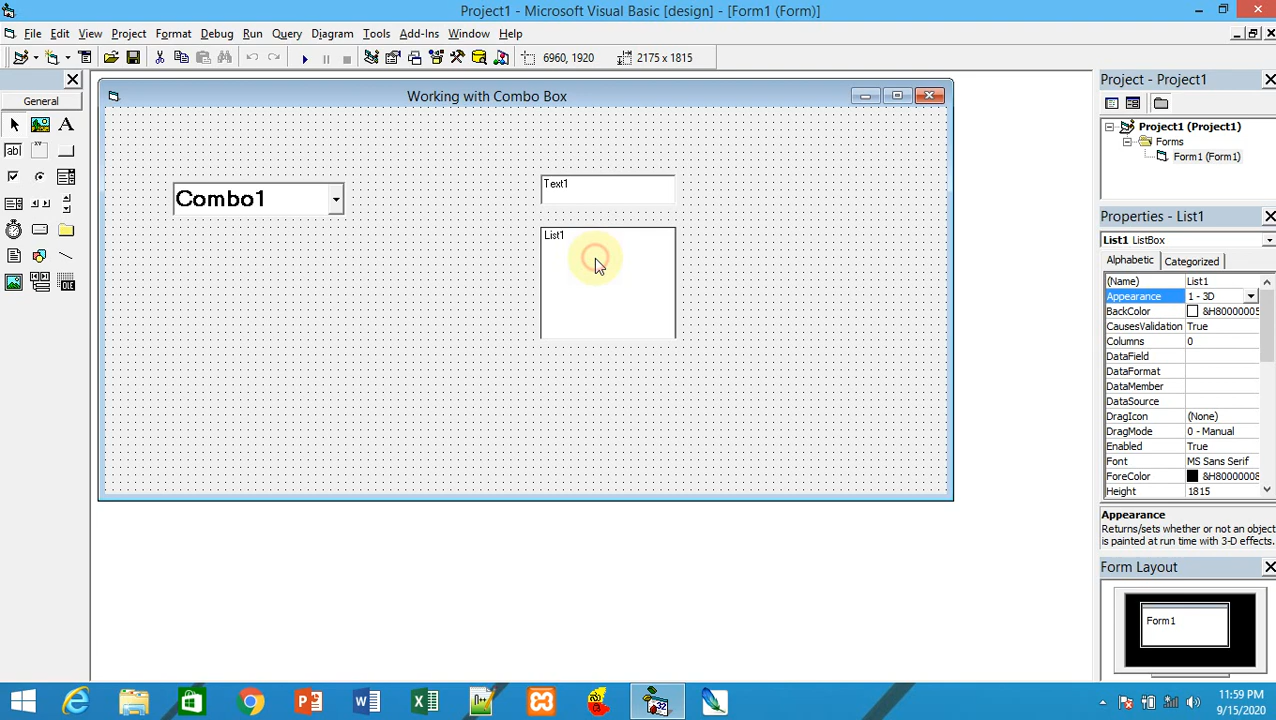 Project1 - Microsoft Visual Basic [design] - [Form1 (Form)]
File Edit View Project Format Debug Run Query Diagram Tools Add-Ins Window Help
6960, 1920 2175 x 1815
General
Working with Combo Box
Combo1
Text1
List1
Project - Project1
Project1 (Project1)
Forms
Form1 (Form1)
Properties - List1
List1 ListBox
Alphabetic Categorized
(Name) List1
Appearance 1 - 3D
BackColor &H80000005
CausesValidation True
Columns 0
DataField
DataFormat
DataMember
DataSource
DragIcon (None)
DragMode 0 - Manual
Enabled True
Font MS Sans Serif
ForeColor &H80000008
Height 1815
Appearance
Returns/sets whether or not an object
is painted at run time with 3-D effects.
Form Layout
Form1
11:59 PM
9/15/2020